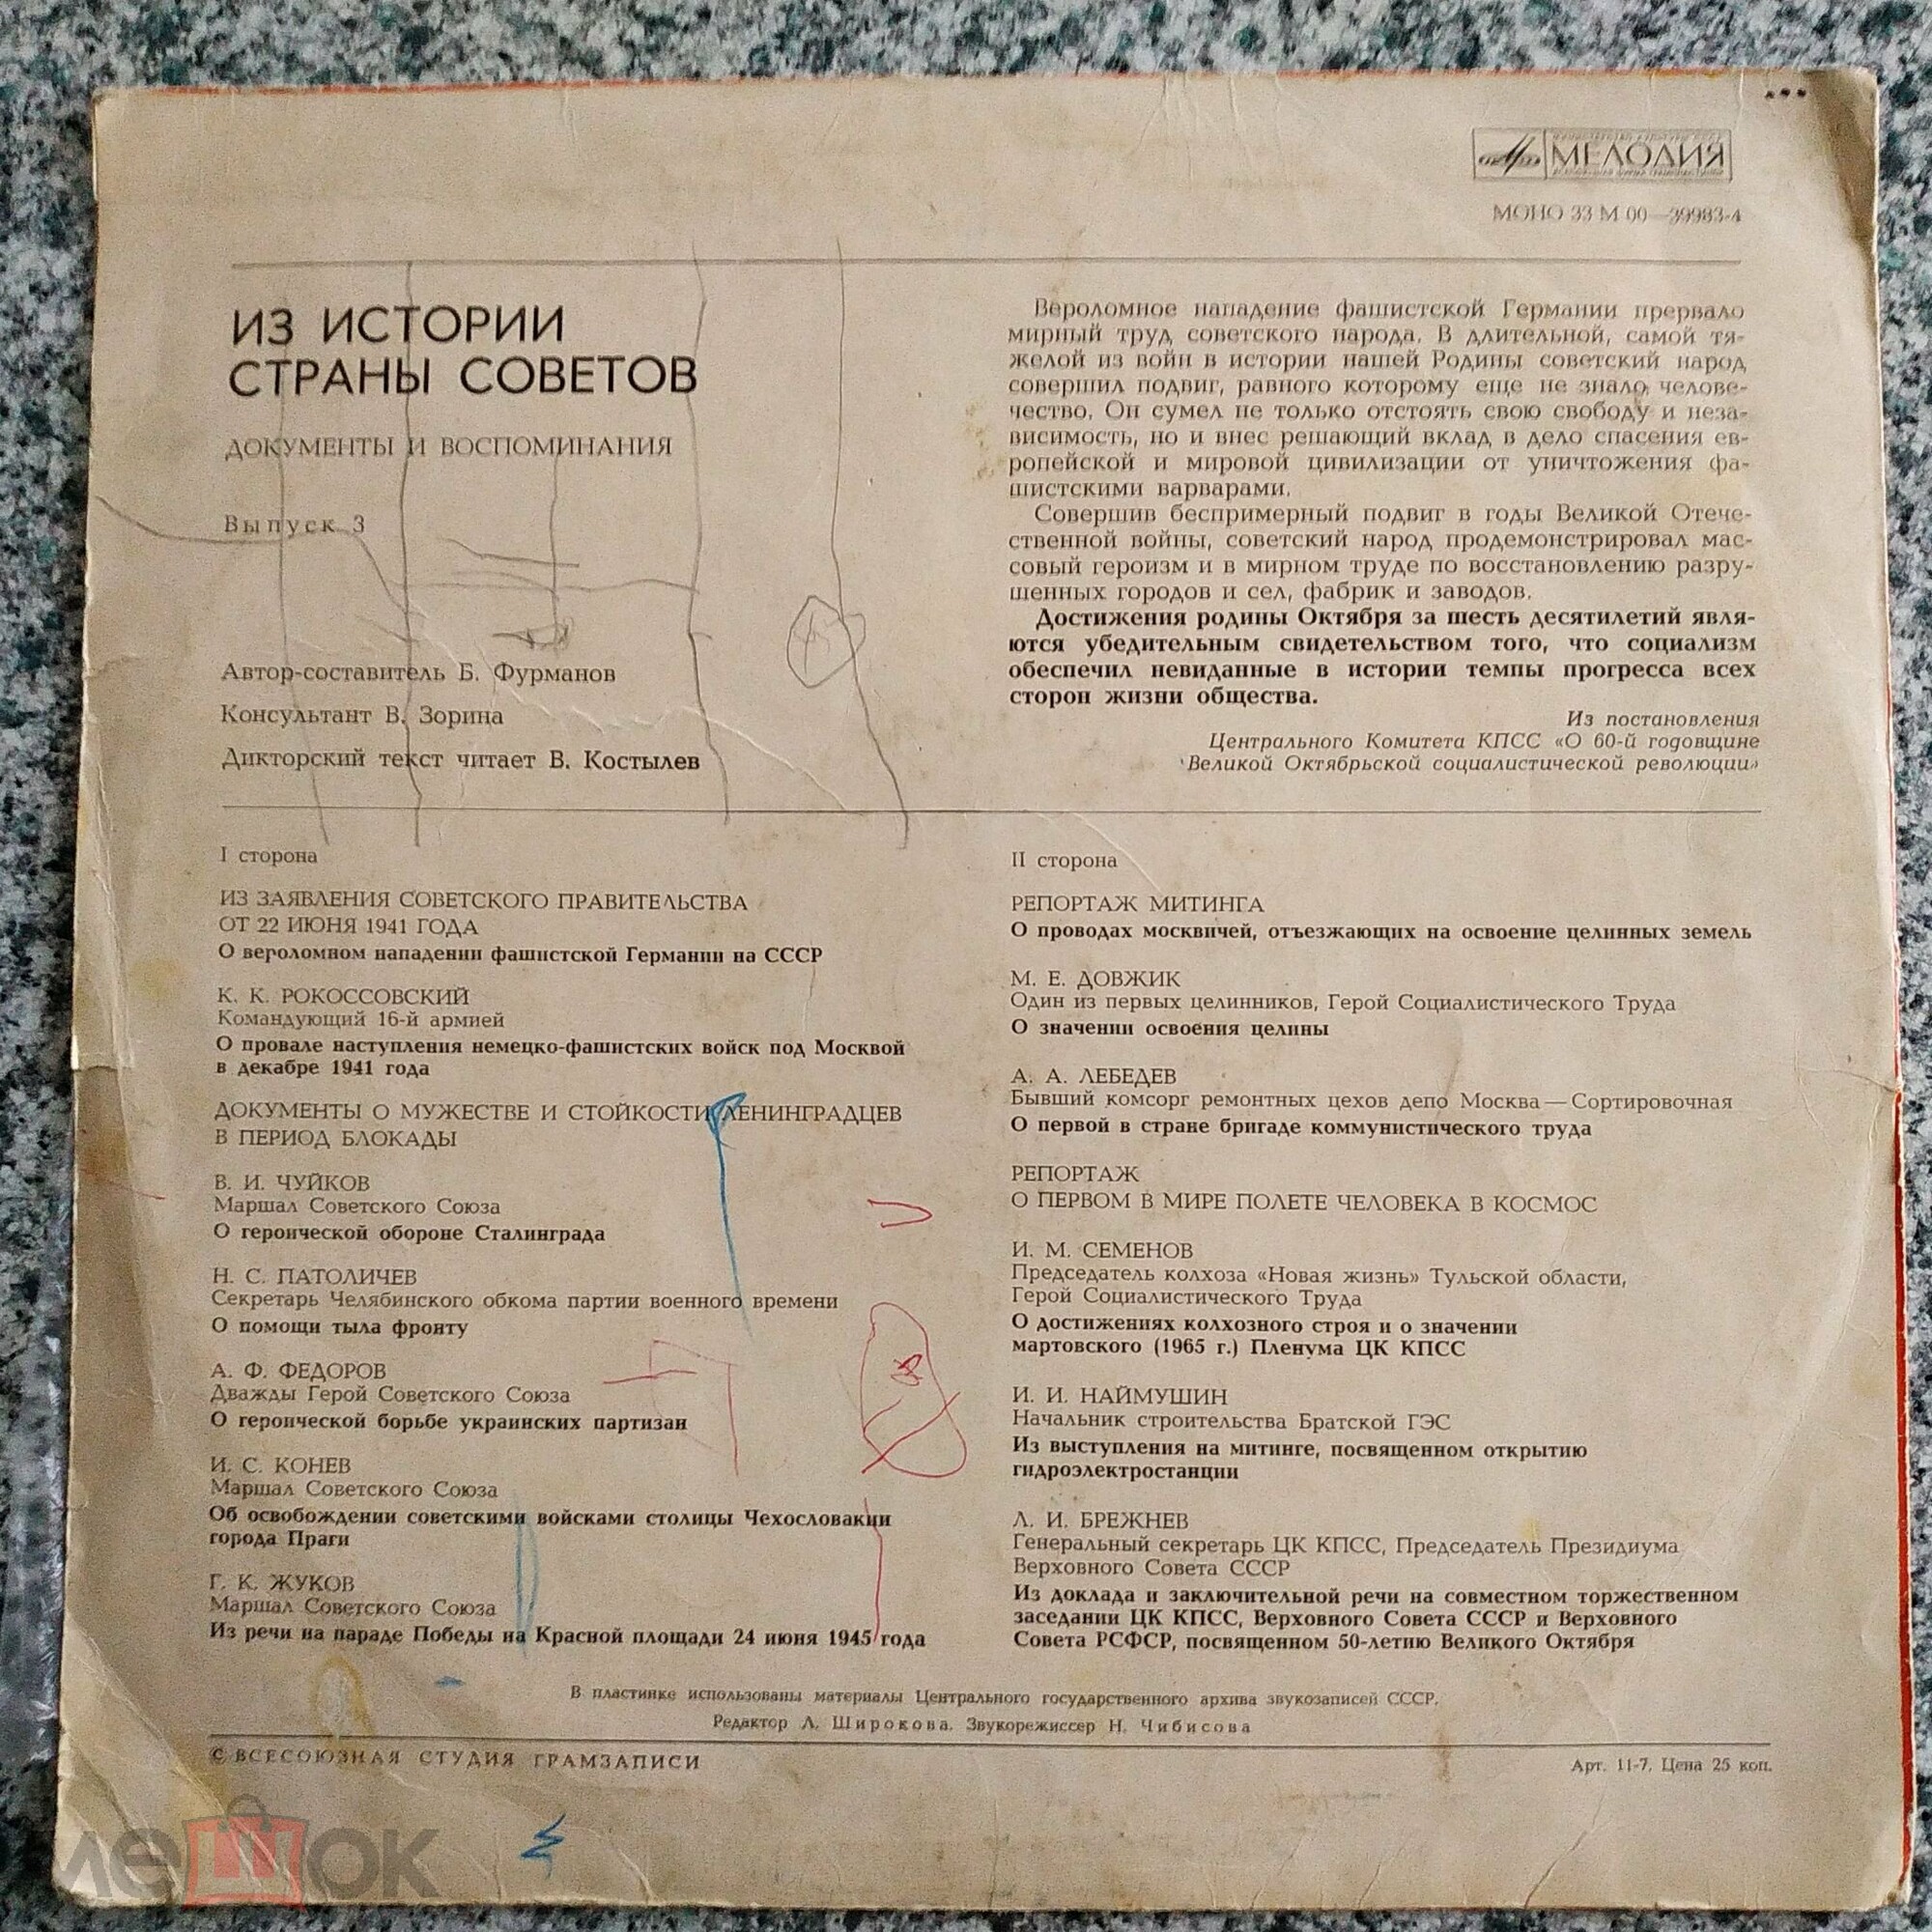 МЕЛОДИЯ
МОНО 33 М 00—39983-4
ИЗ ИСТОРИИ
СТРАНЫ СОВЕТОВ
ДОКУМЕНТЫ И ВОСПОМИНАНИЯ
Выпуск 3
Автор-составитель Б. Фурманов
Консультант В. Зорина
Дикторский текст читает В. Костылев
Вероломное нападение фашистской Германии прервало
мирный труд советского народа. В длительной, самой тя-
желой из войн в истории нашей Родины советский народ
совершил подвиг, равного которому еще не знало челове-
чество. Он сумел не только отстоять свою свободу и неза-
висимость, но и внес решающий вклад в дело спасения ев-
ропейской и мировой цивилизации от уничтожения фа-
шистскими варварами.
Совершив беспримерный подвиг в годы Великой Отече-
ственной войны, советский народ продемонстрировал мас-
совый героизм и в мирном труде по восстановлению разру-
шенных городов и сел, фабрик и заводов.
Достижения родины Октября за шесть десятилетий явля-
ются убедительным свидетельством того, что социализм
обеспечил невиданные в истории темпы прогресса всех
сторон жизни общества.
Из постановления
Центрального Комитета КПСС «О 60-й годовщине
Великой Октябрьской социалистической революции»
I сторона
ИЗ ЗАЯВЛЕНИЯ СОВЕТСКОГО ПРАВИТЕЛЬСТВА
ОТ 22 ИЮНЯ 1941 ГОДА
О вероломном нападении фашистской Германии на СССР
К. К. РОКОССОВСКИЙ
Командующий 16-й армией
О провале наступления немецко-фашистских войск под Москвой
в декабре 1941 года
ДОКУМЕНТЫ О МУЖЕСТВЕ И СТОЙКОСТИ ЛЕНИНГРАДЦЕВ
В ПЕРИОД БЛОКАДЫ
В. И. ЧУЙКОВ
Маршал Советского Союза
О героической обороне Сталинграда
Н. С. ПАТОЛИЧЕВ
Секретарь Челябинского обкома партии военного времени
О помощи тыла фронту
А. Ф. ФЕДОРОВ
Дважды Герой Советского Союза
О героической борьбе украинских партизан
И. С. КОНЕВ
Маршал Советского Союза
Об освобождении советскими войсками столицы Чехословакии
города Праги
Г. К. ЖУКОВ
Маршал Советского Союза
Из речи на параде Победы на Красной площади 24 июня 1945 года
II сторона
РЕПОРТАЖ МИТИНГА
О проводах москвичей, отъезжающих на освоение целинных земель
М. Е. ДОВЖИК
Один из первых целинников, Герой Социалистического Труда
О значении освоения целины
А. А. ЛЕБЕДЕВ
Бывший комсорг ремонтных цехов депо Москва — Сортировочная
О первой в стране бригаде коммунистического труда
РЕПОРТАЖ
О ПЕРВОМ В МИРЕ ПОЛЕТЕ ЧЕЛОВЕКА В КОСМОС
И. М. СЕМЕНОВ
Председатель колхоза «Новая жизнь» Тульской области,
Герой Социалистического Труда
О достижениях колхозного строя и о значении
мартовского (1965 г.) Пленума ЦК КПСС
И. И. НАЙМУШИН
Начальник строительства Братской ГЭС
Из выступления на митинге, посвященном открытию
гидроэлектростанции
Л. И. БРЕЖНЕВ
Генеральный секретарь ЦК КПСС, Председатель Президиума
Верховного Совета СССР
Из доклада и заключительной речи на совместном торжественном
заседании ЦК КПСС, Верховного Совета СССР и Верховного
Совета РСФСР, посвященном 50-летию Великого Октября
В пластинке использованы материалы Центрального государственного архива звукозаписей СССР.
Редактор Л. Широкова. Звукорежиссер Н. Чибисова
© ВСЕСОЮЗНАЯ СТУДИЯ ГРАМЗАПИСИ
Арт. 11-7. Цена 25 коп.
лешок